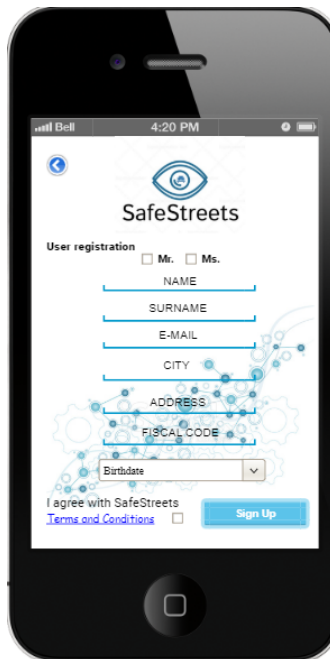 Bell 4:20 PM
SafeStreets
User registration
Mr. Ms.
NAME
SURNAME
E-MAIL
CITY
ADDRESS
FISCAL CODE
Birthdate
I agree with SafeStreets
Terms and Conditions
Sign Up